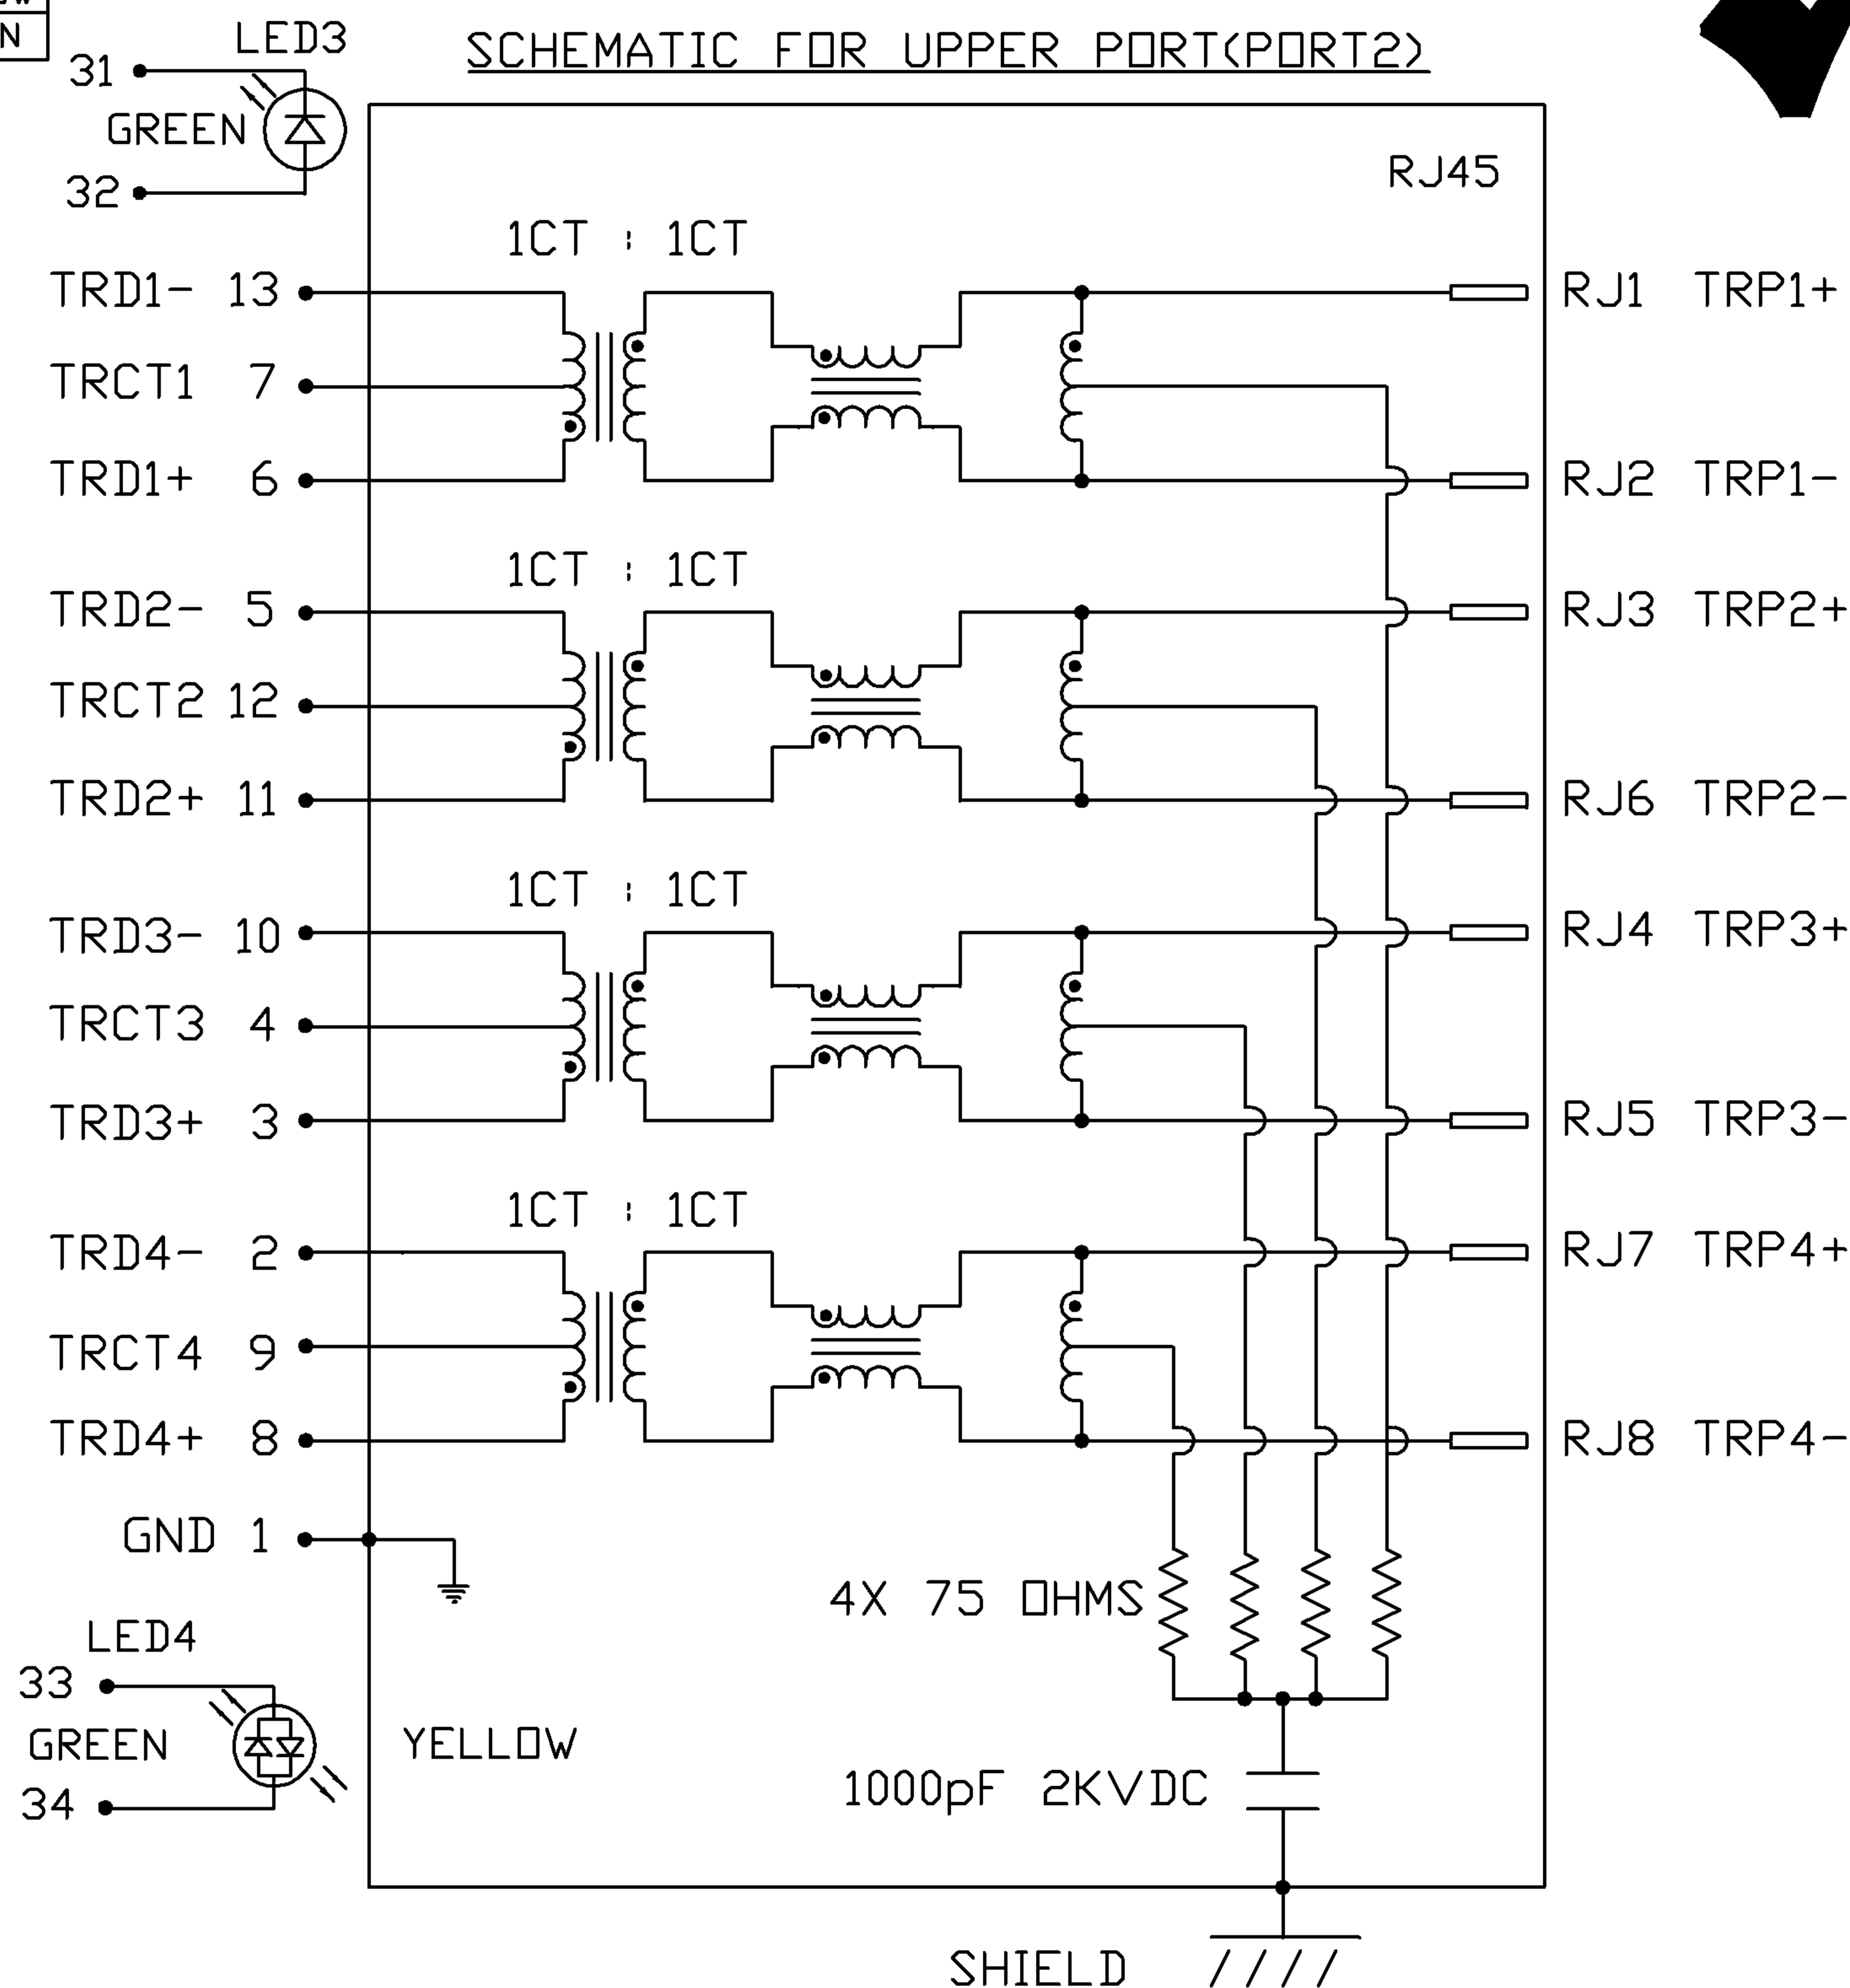 N
LED3
SCHEMATIC FOR UPPER PORT(PORT2)
31
GREEN
32
RJ45
1CT : 1CT
TRD1- 13
RJ1 TRP1+
TRCT1 7
TRD1+ 6
RJ2 TRP1-
1CT : 1CT
TRD2- 5
RJ3 TRP2+
TRCT2 12
TRD2+ 11
RJ6 TRP2-
1CT : 1CT
TRD3- 10
RJ4 TRP3+
TRCT3 4
TRD3+ 3
RJ5 TRP3-
1CT : 1CT
TRD4- 2
RJ7 TRP4+
TRCT4 9
TRD4+ 8
RJ8 TRP4-
GND 1
4X 75 OHMS
LED4
33
GREEN
YELLOW
34
1000pF 2KVDC
SHIELD